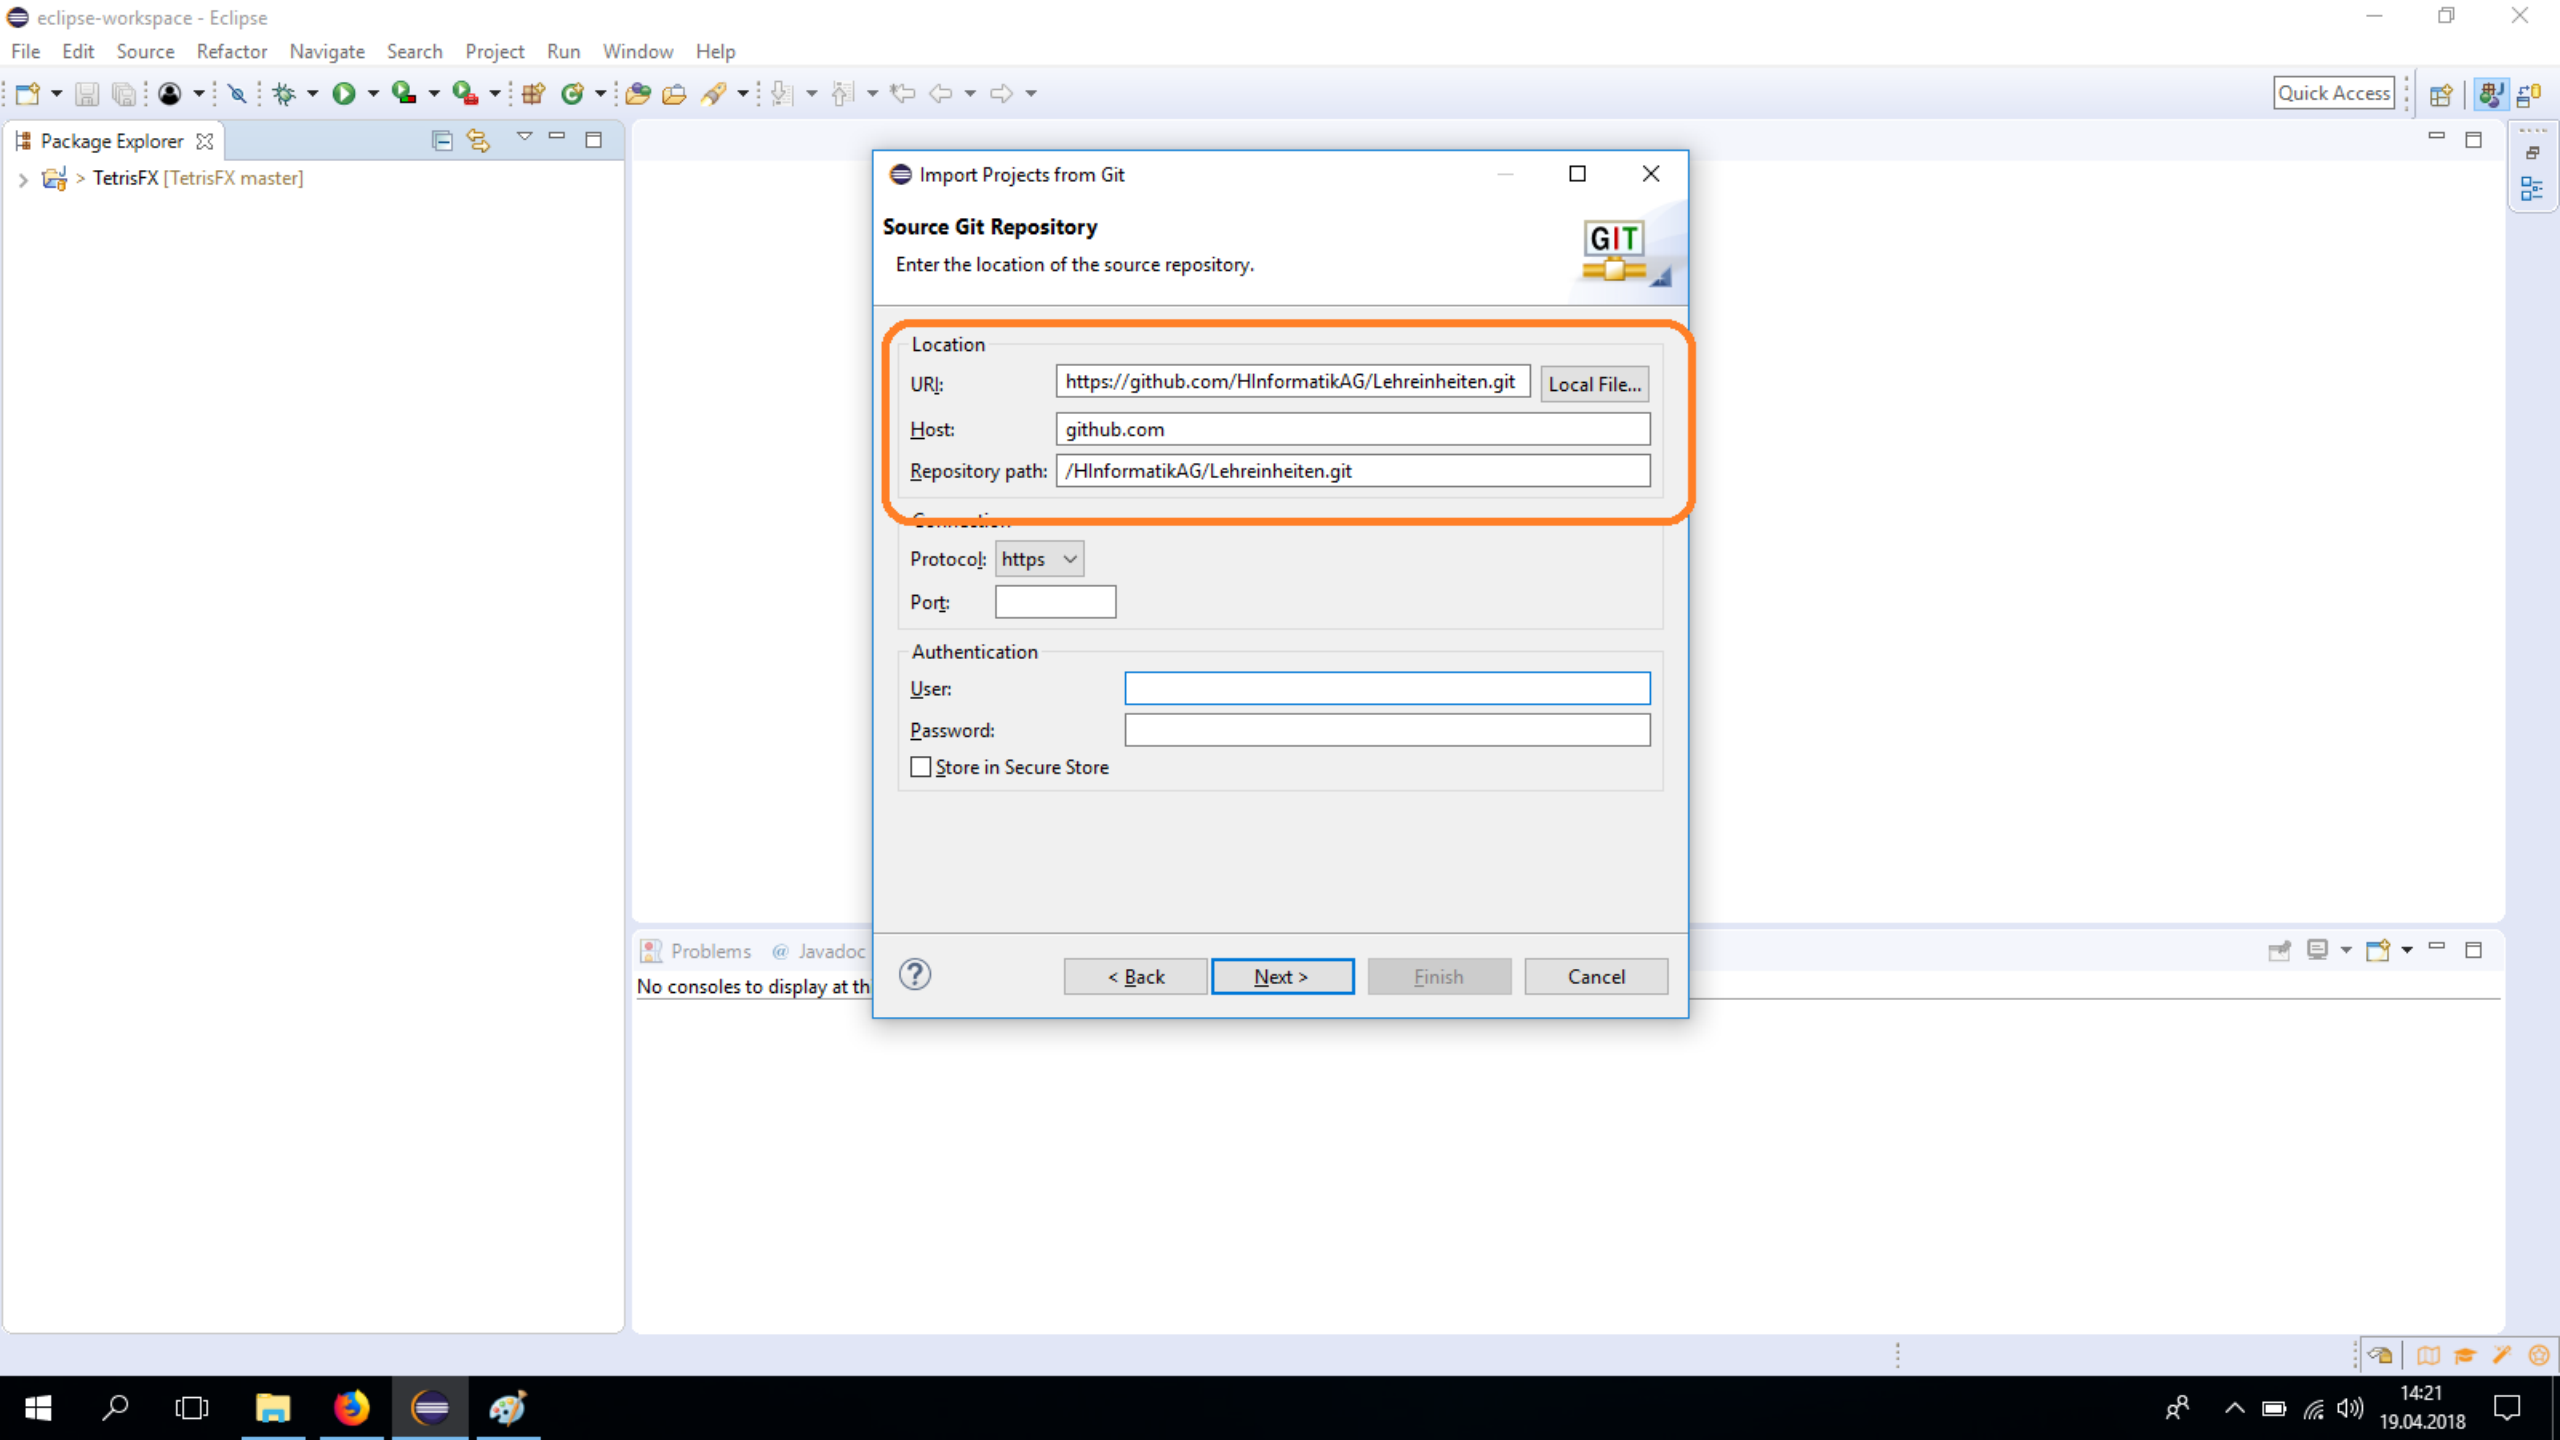 eclipse-workspace - Eclipse
File Edit Source Refactor Navigate Search Project Run Window Help
Quick Access
Package Explorer
> TetrisFX [TetrisFX master]
Import Projects from Git
Source Git Repository
Enter the location of the source repository.
GIT
Location
URI: https://github.com/HInformatikAG/Lehreinheiten.git Local File...
Host: github.com
Repository path: /HInformatikAG/Lehreinheiten.git
Connection
Protocol: https
Port:
Authentication
User:
Password:
Store in Secure Store
Problems @ Javadoc
No consoles to display at th
? < Back Next > Finish Cancel
14:21
19.04.2018